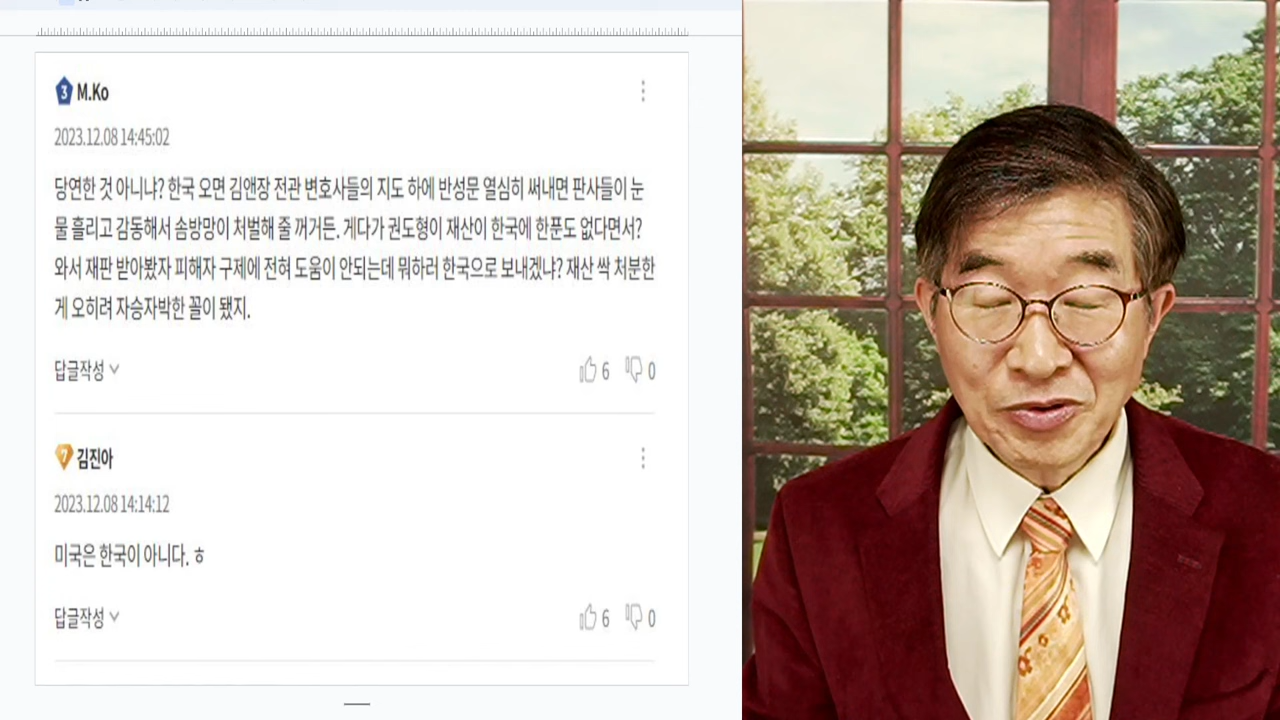 3 M.Ko
2023.12.08 14:45:02
당연한 것 아니냐? 한국 오면 김앤장 전관 변호사들의 지도 하에 반성문 열심히 써내면 판사들이 눈
물 흘리고 감동해서 솜방망이 처벌해 줄 꺼거든. 게다가 권도형이 재산이 한국에 한푼도 없다면서?
와서 재판 받아봤자 피해자 구제에 전혀 도움이 안되는데 뭐하러 한국으로 보내겠냐? 재산 싹 처분한
게 오히려 자승자박한 꼴이 됐지.
답글작성 6 0
7 김진아
2023.12.08 14:14:12
미국은 한국이 아니다. ㅎ
답글작성 6 0